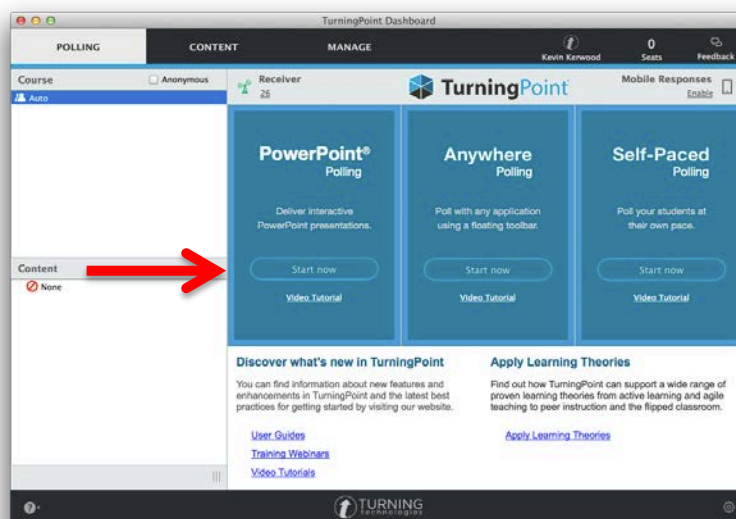 TurningPoint Dashboard
POLLING
CONTENT
MANAGE
Kevin Kerwood
0
Seats
Feedback
Course
Anonymous
Auto
Receiver
26
TurningPoint
Mobile Responses
Enable
PowerPoint®
Polling
Deliver interactive
PowerPoint presentations.
Start now
Video Tutorial
Anywhere
Polling
Poll with any application
using a floating toolbar.
Start now
Video Tutorial
Self-Paced
Polling
Poll your students at
their own pace.
Start now
Video Tutorial
Content
None
Discover what's new in TurningPoint
You can find information about new features and
enhancements in TurningPoint and the latest best
practices for getting started by visiting our website.
User Guides
Training Webinars
Video Tutorials
Apply Learning Theories
Find out how TurningPoint can support a wide range of
proven learning theories from active learning and agile
teaching to peer instruction and the flipped classroom.
Apply Learning Theories
?
TURNING
technologies